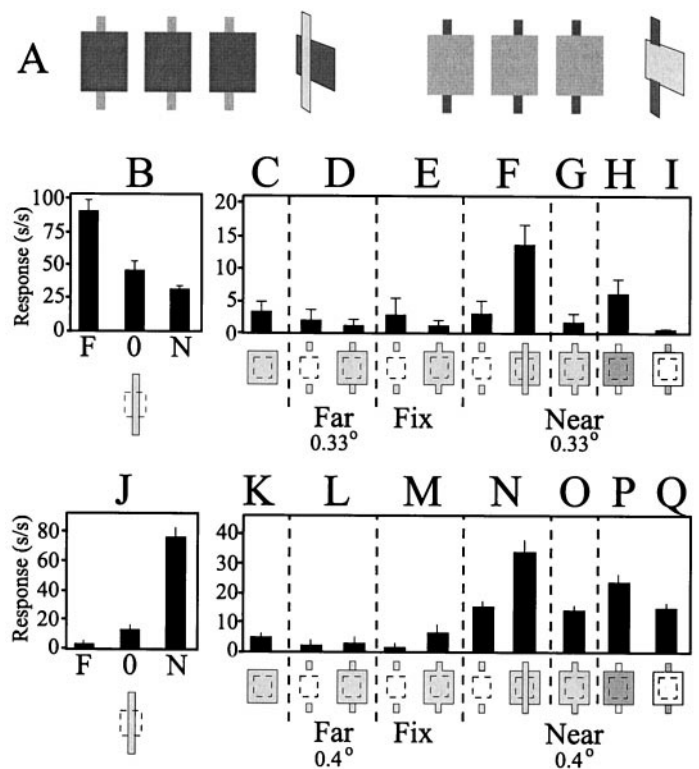 A
B C D E F G H I
Response (s/s)
100
75
50
25
0
F 0 N
20
15
10
5
0
Far Fix Near
0.33° 0.33°
J K L M N O P Q
Response (s/s)
80
60
40
20
0
F 0 N
40
30
20
10
0
Far Fix Near
0.4° 0.4°